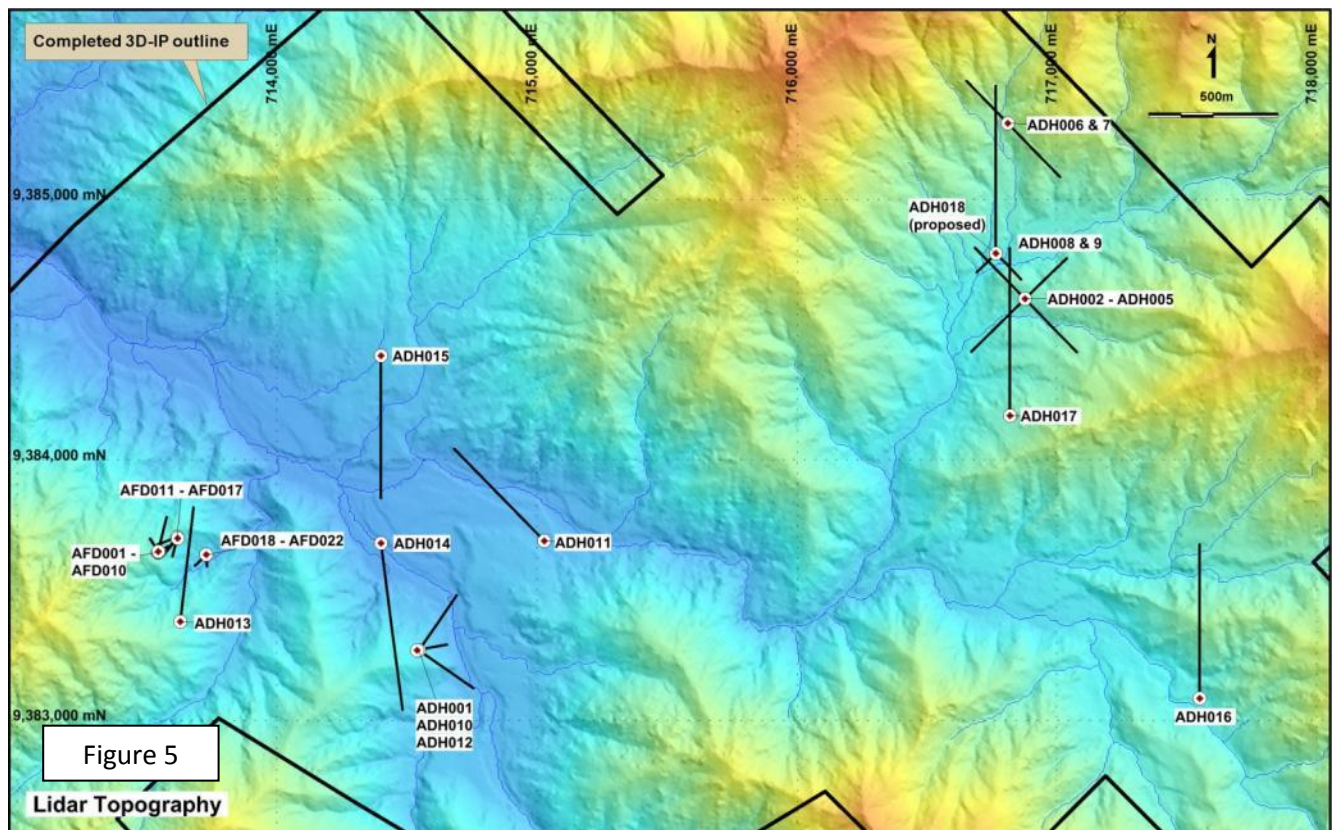 Completed 3D-IP outline
714,000 mE
715,000 mE
716,000 mE
717,000 mE
718,000 mE
N
500m
ADH006 & 7
9,385,000 mN
ADH018
(proposed)
ADH008 & 9
ADH002 - ADH005
ADH015
ADH017
9,384,000 mN
AFD011 - AFD017
AFD018 - AFD022
AFD001 -
AFD010
ADH014
ADH011
ADH013
ADH001
ADH010
ADH012
ADH016
9,383,000 mN
Figure 5
Lidar Topography